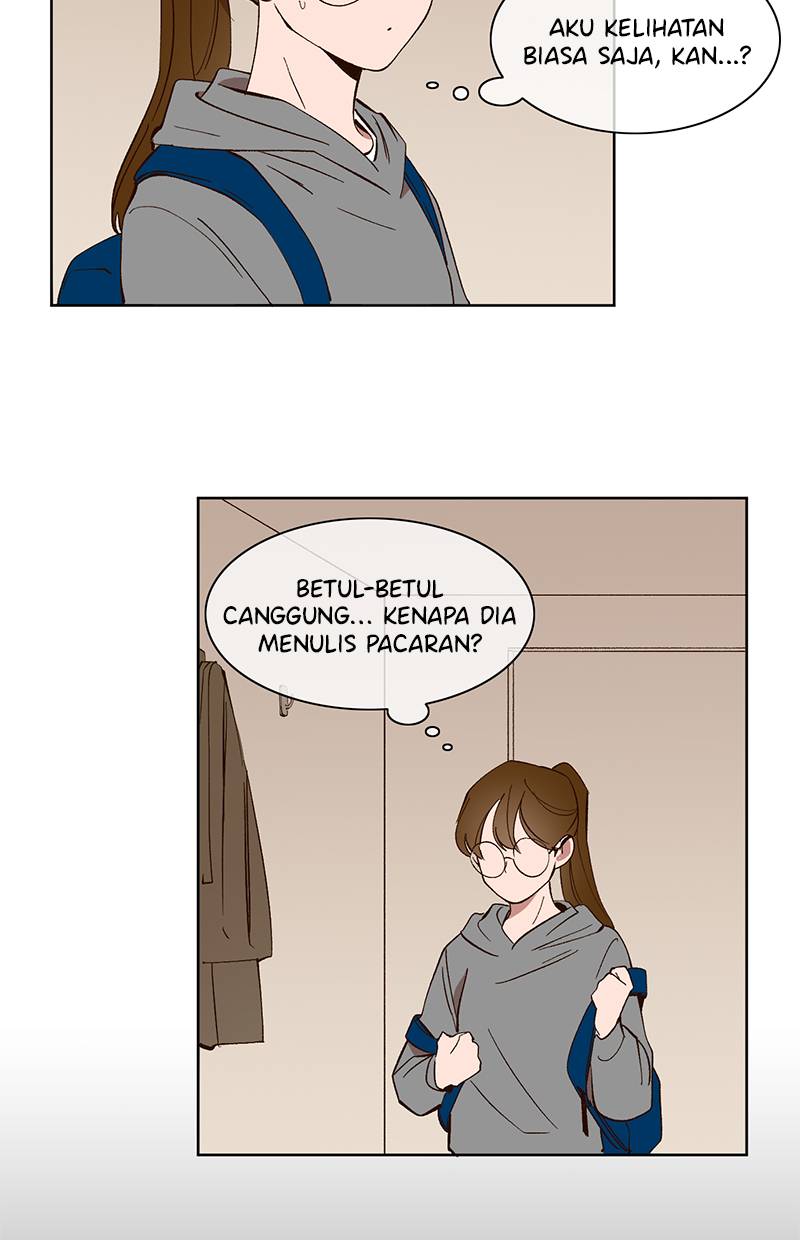 AKU KELIHATAN
BIASA SAJA, KAN...?
BETUL-BETUL
CANGGUNG... KENAPA DIA
MENULIS PACARAN?